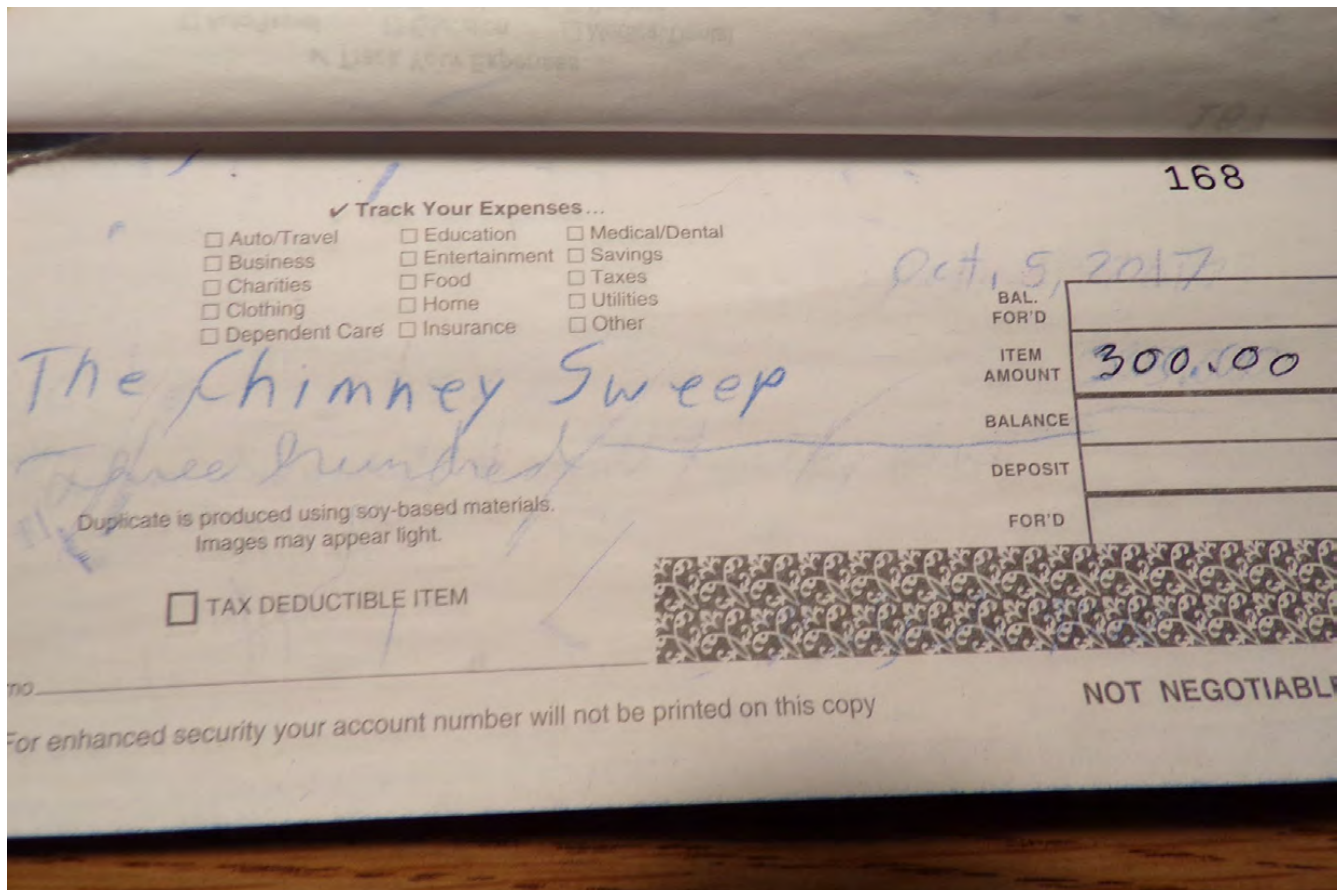 168
✓ Track Your Expenses...
☐ Auto/Travel ☐ Education ☐ Medical/Dental
☐ Business ☐ Entertainment ☐ Savings
☐ Charities ☐ Food ☐ Taxes
☐ Clothing ☐ Home ☐ Utilities
☐ Dependent Care ☐ Insurance ☐ Other
Oct, 5, 2017
BAL.
FOR'D
ITEM
AMOUNT 300.00
The Chimney Sweep
BALANCE
Three hundred
DEPOSIT
Duplicate is produced using soy-based materials.
Images may appear light.
FOR'D
☐ TAX DEDUCTIBLE ITEM
NOT NEGOTIABLE
For enhanced security your account number will not be printed on this copy